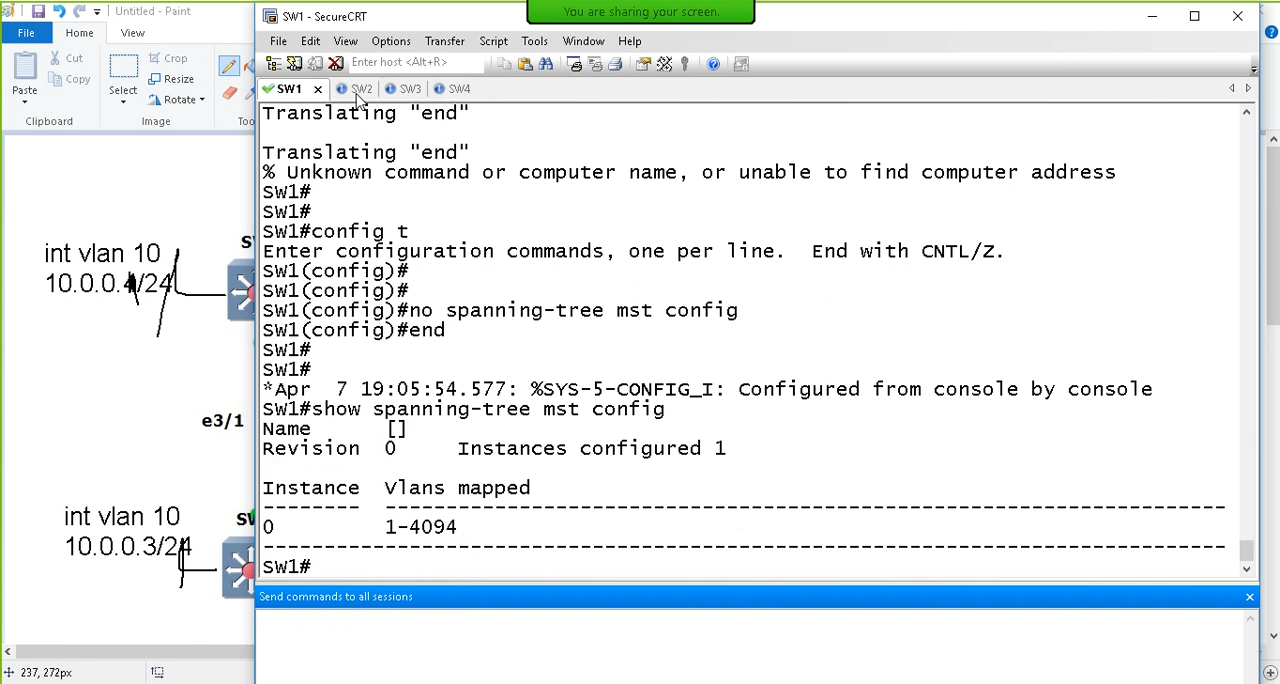 Untitled - Paint
File
Home
View
Paste
Cut
Copy
Clipboard
Select
Crop
Resize
Rotate
Image
Too
int vlan 10
10.0.0.4/24
e3/1
int vlan 10
10.0.0.3/24
237, 272px
You are sharing your screen.
SW1 - SecureCRT
File Edit View Options Transfer Script Tools Window Help
Enter host <Alt+R>
SW1 SW2 SW3 SW4
Translating "end"
Translating "end"
% Unknown command or computer name, or unable to find computer address
SW1#
SW1#
SW1#config t
Enter configuration commands, one per line.  End with CNTL/Z.
SW1(config)#
SW1(config)#
SW1(config)#no spanning-tree mst config
SW1(config)#end
SW1#
SW1#
*Apr  7 19:05:54.577: %SYS-5-CONFIG_I: Configured from console by console
SW1#show spanning-tree mst config
Name      []
Revision  0     Instances configured 1
Instance  Vlans mapped
--------  ---------------------------------------------------------------------
0         1-4094
-------------------------------------------------------------------------------
SW1#
Send commands to all sessions